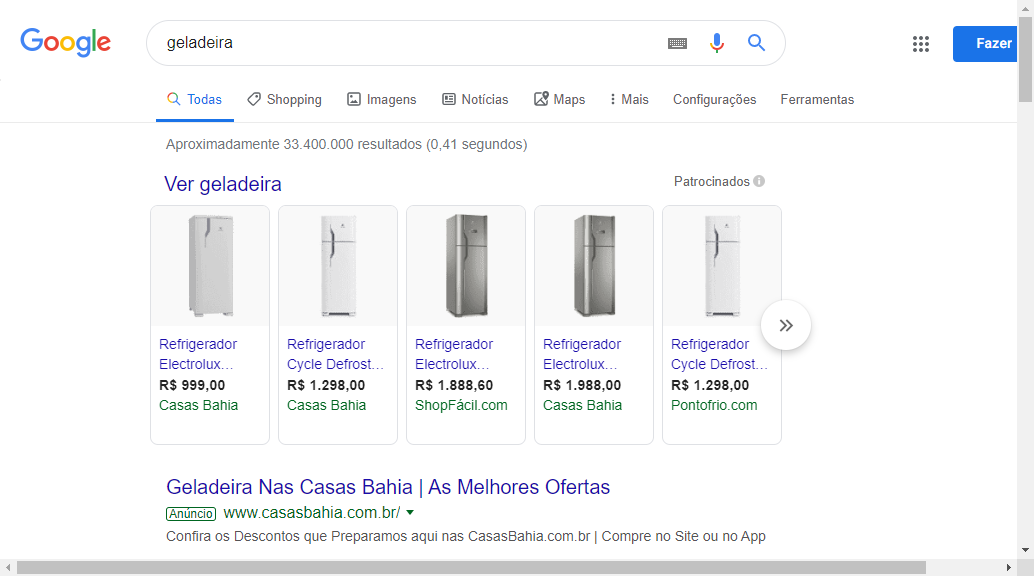 Google
geladeira
Fazer
Todas Shopping Imagens Notícias Maps Mais Configurações Ferramentas
Aproximadamente 33.400.000 resultados (0,41 segundos)
Ver geladeira
Patrocinados
Refrigerador
Electrolux...
R$ 999,00
Casas Bahia
Refrigerador
Cycle Defrost...
R$ 1.298,00
Casas Bahia
Refrigerador
Electrolux...
R$ 1.888,60
ShopFácil.com
Refrigerador
Electrolux...
R$ 1.988,00
Casas Bahia
Refrigerador
Cycle Defrost...
R$ 1.298,00
Pontofrio.com
Geladeira Nas Casas Bahia | As Melhores Ofertas
Anúncio www.casasbahia.com.br/
Confira os Descontos que Preparamos aqui nas CasasBahia.com.br | Compre no Site ou no App